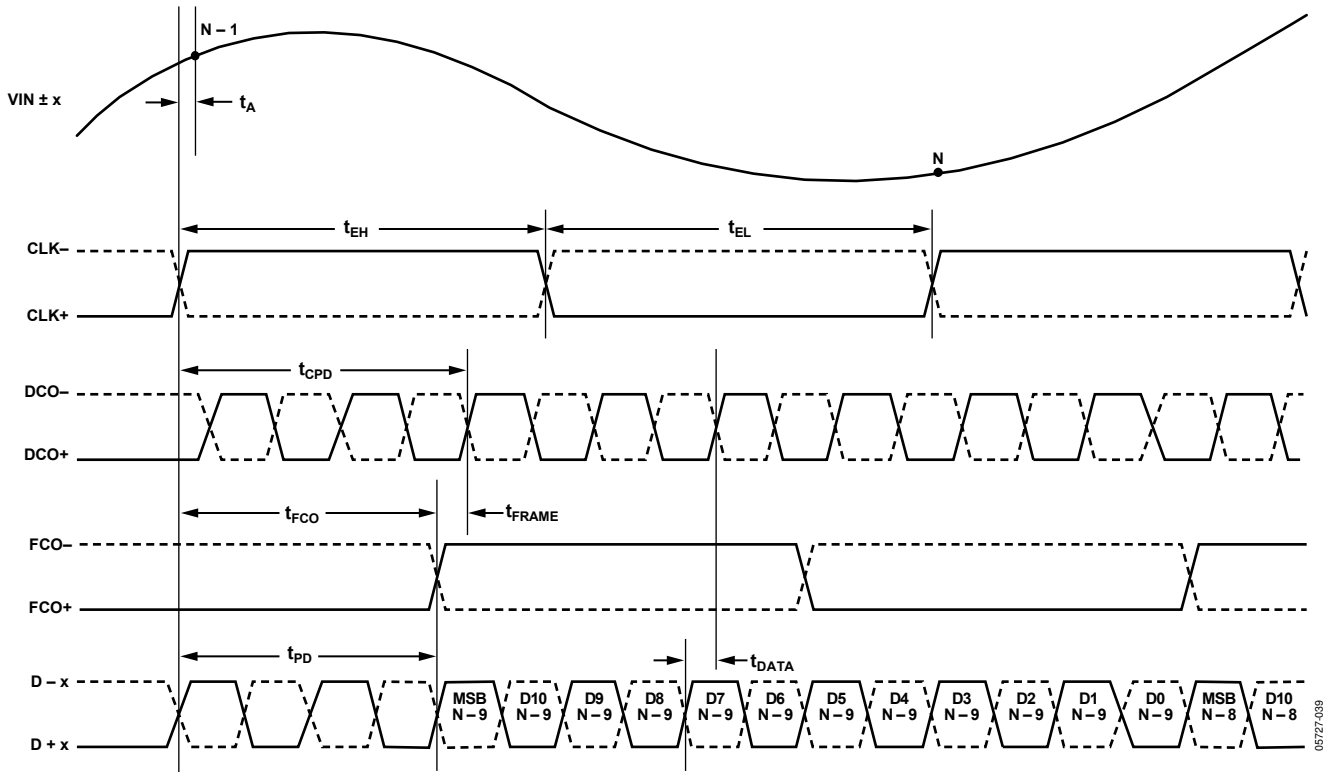 N – 1
VIN ± x
tA
N
tEH
tEL
CLK–
CLK+
tCPD
DCO–
DCO+
tFCO
tFRAME
FCO–
FCO+
tPD
tDATA
D – x
MSB N – 9
D10 N – 9
D9 N – 9
D8 N – 9
D7 N – 9
D6 N – 9
D5 N – 9
D4 N – 9
D3 N – 9
D2 N – 9
D1 N – 9
D0 N – 9
MSB N – 8
D10 N – 8
D + x
05727-039